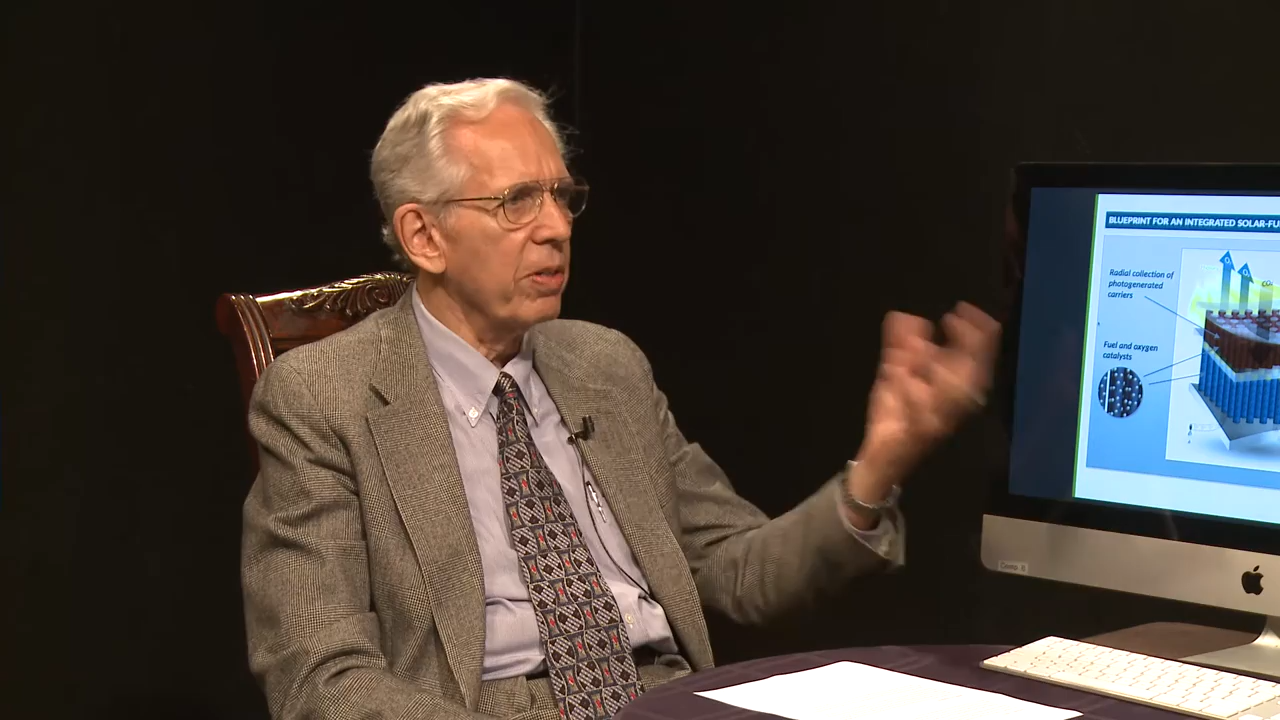 BLUEPRINT FOR AN INTEGRATED SOLAR-FU
Radial collection of
photogenerated
carriers
Fuel and oxygen
catalysts